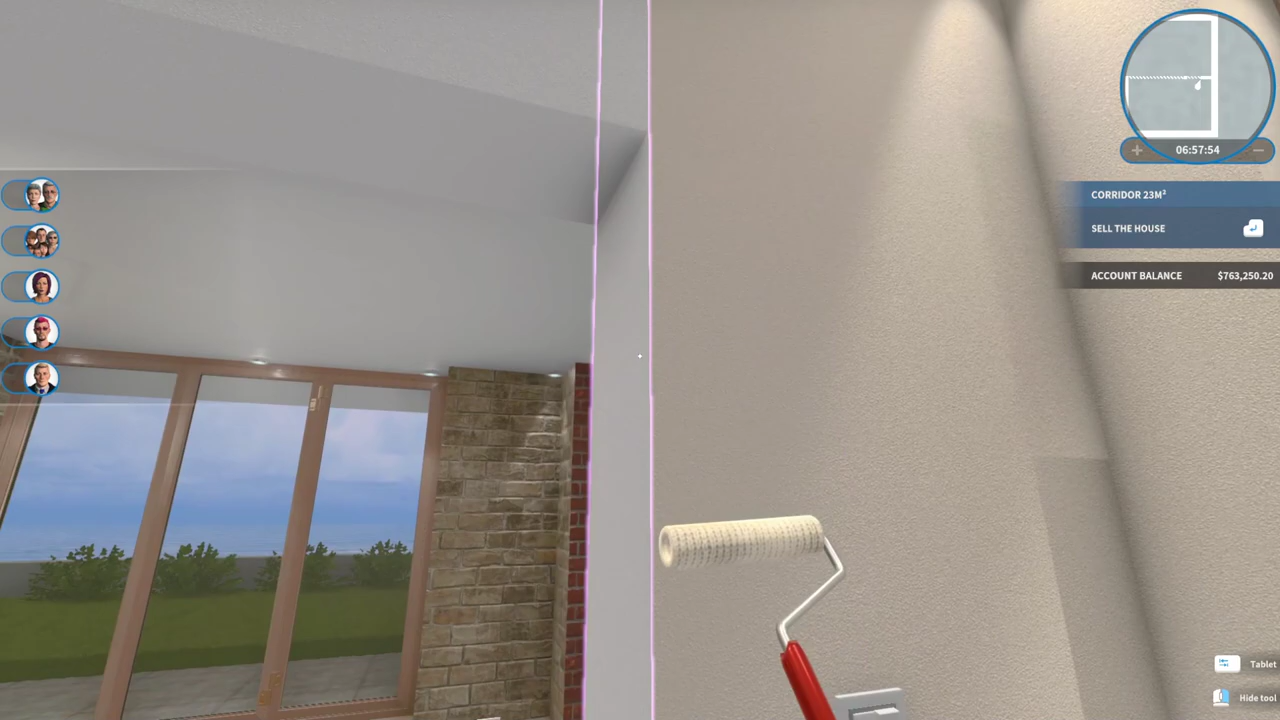 06:57:54
CORRIDOR 23M²
SELL THE HOUSE
ACCOUNT BALANCE $763,250.20
Tablet
Hide tool